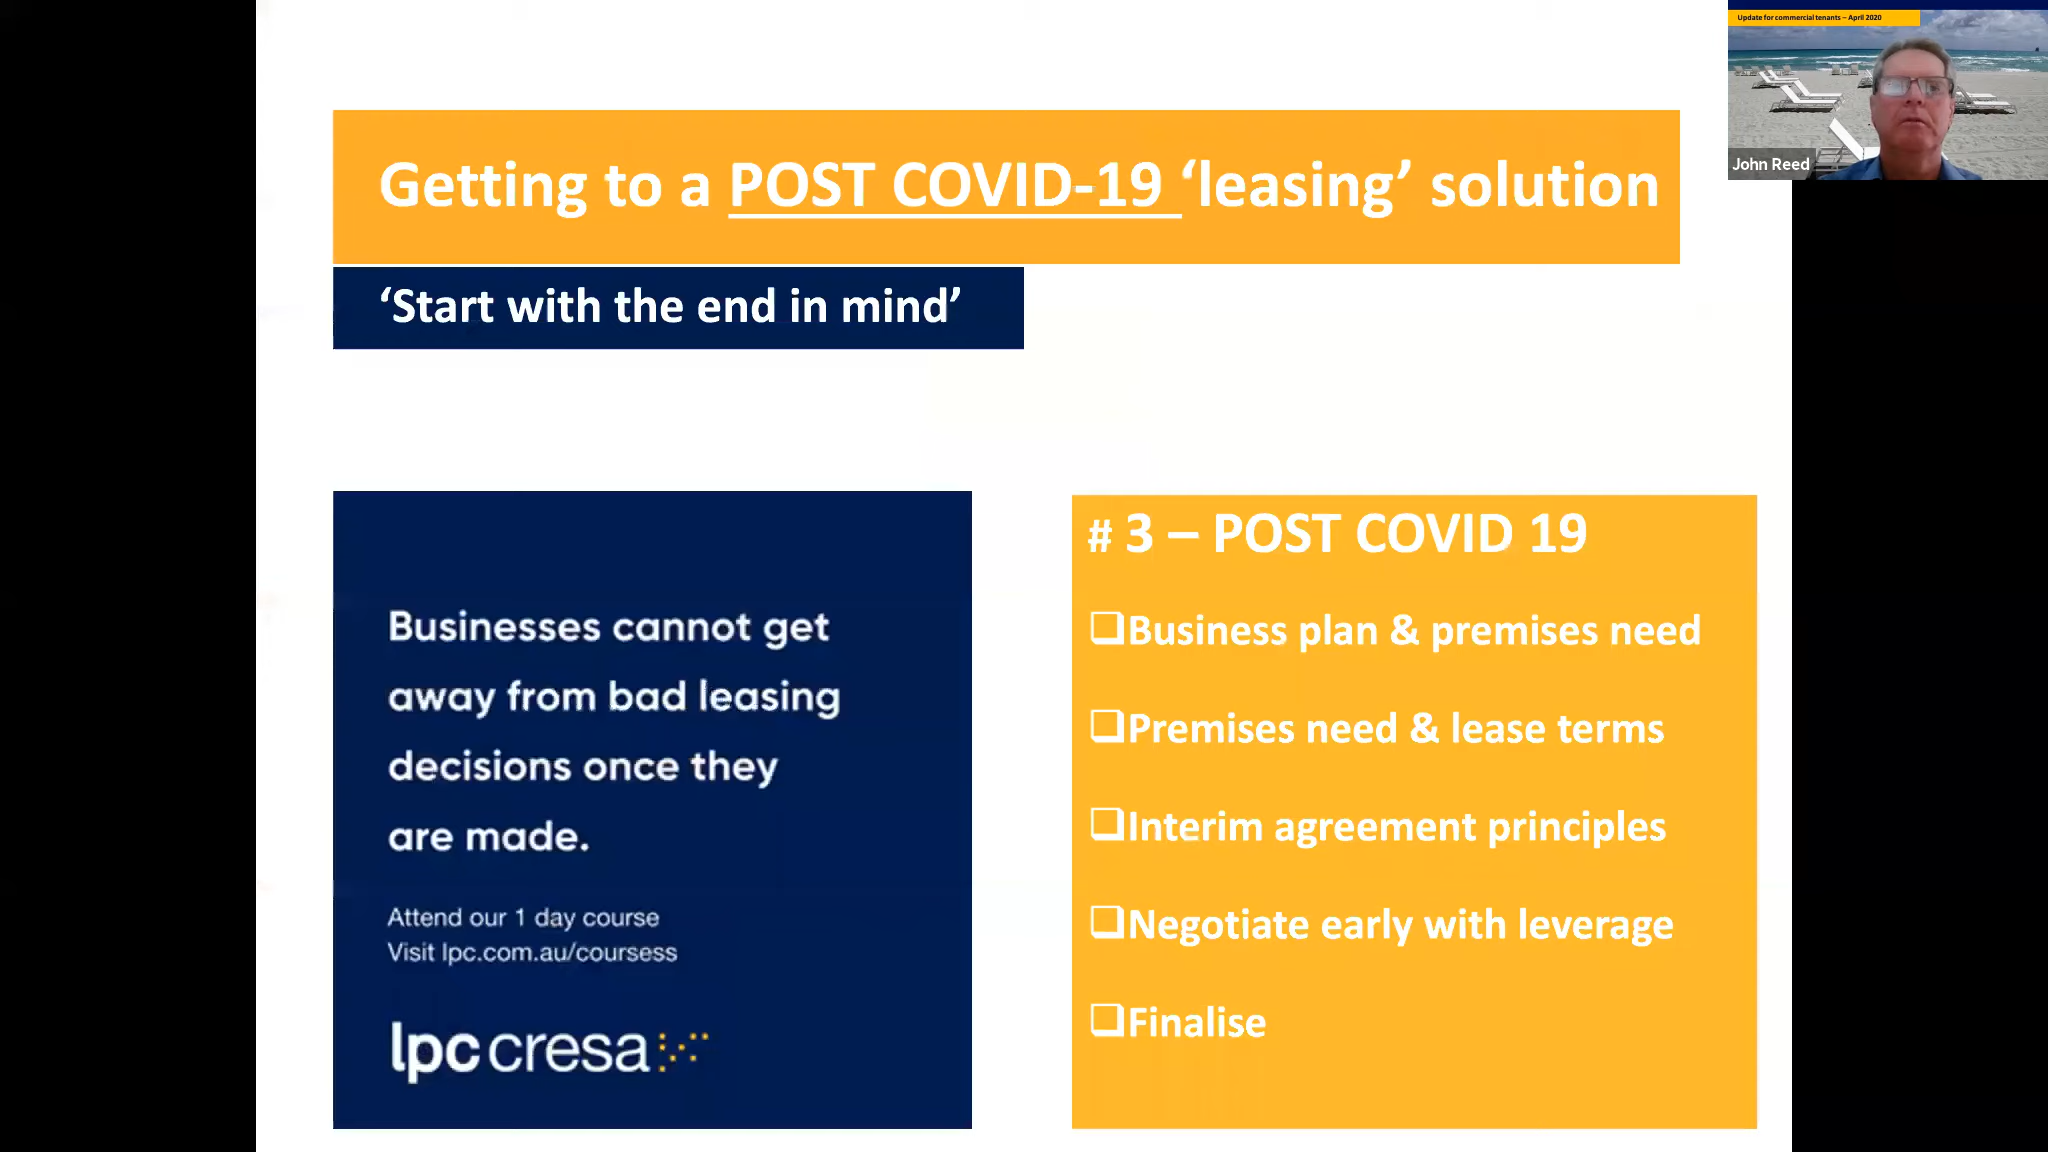 Update for commercial tenants – April 2020
John Reed
Getting to a POST COVID-19 ‘leasing’ solution
‘Start with the end in mind’
Businesses cannot get
away from bad leasing
decisions once they
are made.
Attend our 1 day course
Visit lpc.com.au/coursess
lpc cresa
# 3 – POST COVID 19
❑Business plan & premises need
❑Premises need & lease terms
❑Interim agreement principles
❑Negotiate early with leverage
❑Finalise